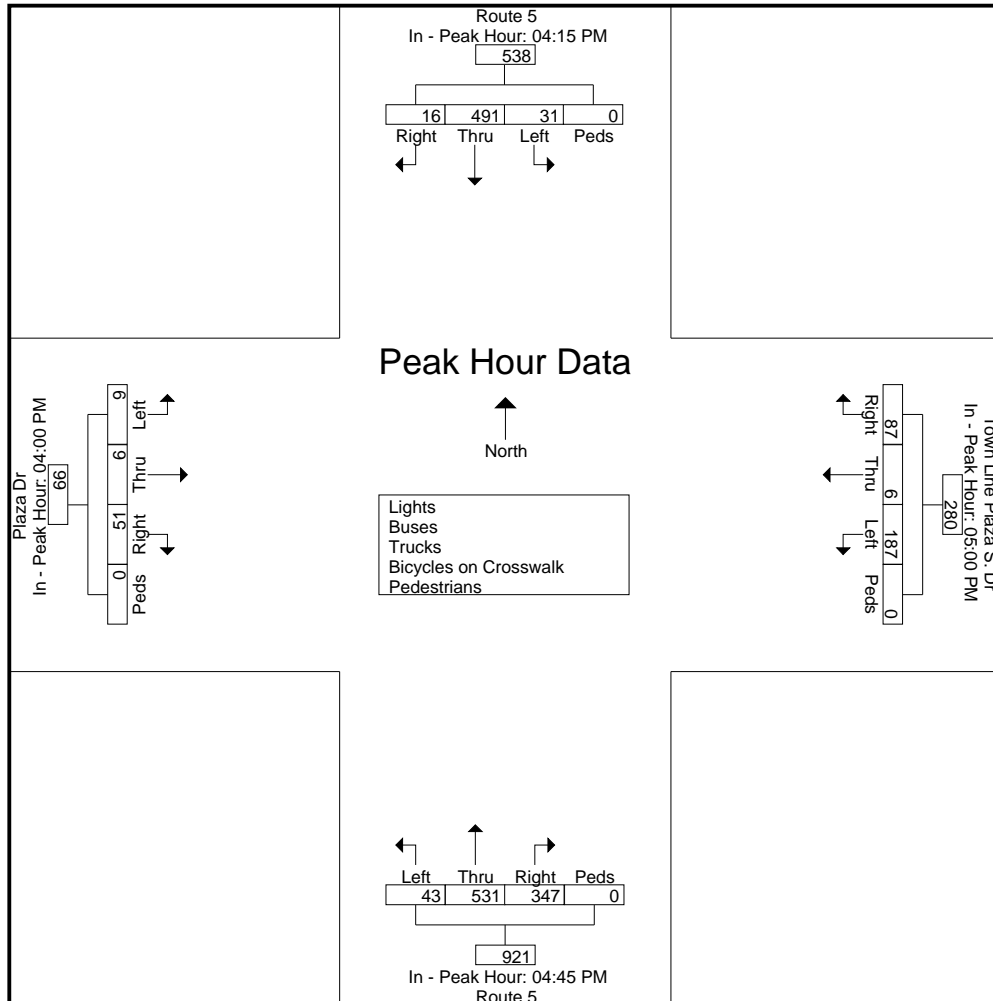 Route 5
In - Peak Hour: 04:15 PM
538
16 491 31 0
Right Thru Left Peds
Peak Hour Data
North
Lights
Buses
Trucks
Bicycles on Crosswalk
Pedestrians
Plaza Dr
In - Peak Hour: 04:00 PM
66
9 6 51 0
Left Thru Right Peds
Town Line Plaza S. Dr
In - Peak Hour: 05:00 PM
280
87 6 187 0
Right Thru Left Peds
Left Thru Right Peds
43 531 347 0
921
In - Peak Hour: 04:45 PM
Route 5